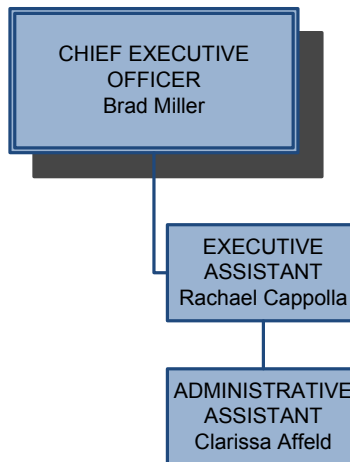 CHIEF EXECUTIVE
OFFICER
Brad Miller
EXECUTIVE
ASSISTANT
Rachael Cappolla
ADMINISTRATIVE
ASSISTANT
Clarissa Affeld